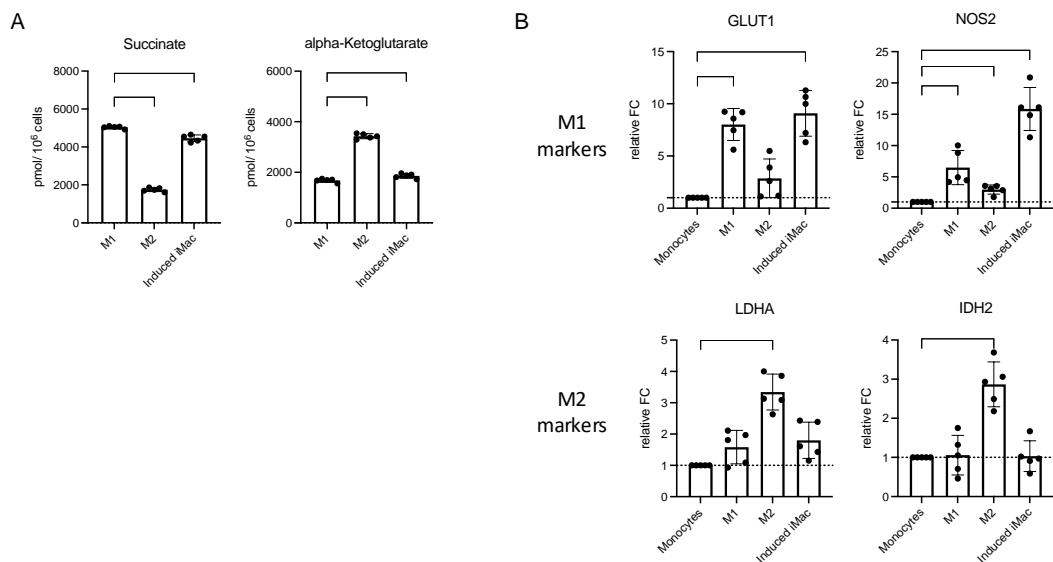 A
Succinate
pmol/ 10⁶ cells
8000
6000
4000
2000
0
M1
M2
Induced iMac
alpha-Ketoglutarate
6000
4000
2000
0
M1
M2
Induced iMac
B
M1
markers
GLUT1
relative FC
15
10
5
0
Monocytes
M1
M2
Induced iMac
NOS2
relative FC
25
20
15
10
5
0
Monocytes
M1
M2
Induced iMac
M2
markers
LDHA
relative FC
5
4
3
2
1
0
Monocytes
M1
M2
Induced iMac
IDH2
relative FC
4
3
2
1
0
Monocytes
M1
M2
Induced iMac